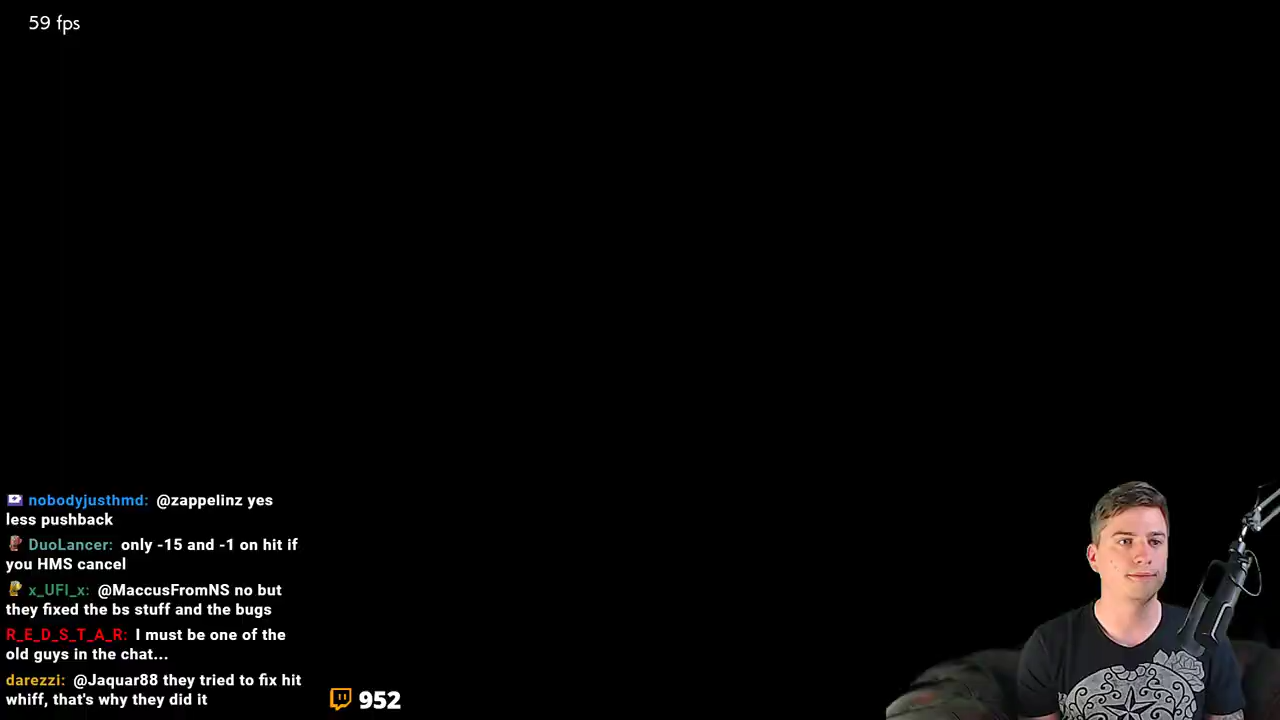 59 fps
nobodyjusthmd: @zappelinz yes
less pushback
DuoLancer: only -15 and -1 on hit if
you HMS cancel
x_UFI_x: @MaccusFromNS no but
they fixed the bs stuff and the bugs
R_E_D_S_T_A_R: I must be one of the
old guys in the chat...
darezzi: @Jaquar88 they tried to fix hit
whiff, that's why they did it
952